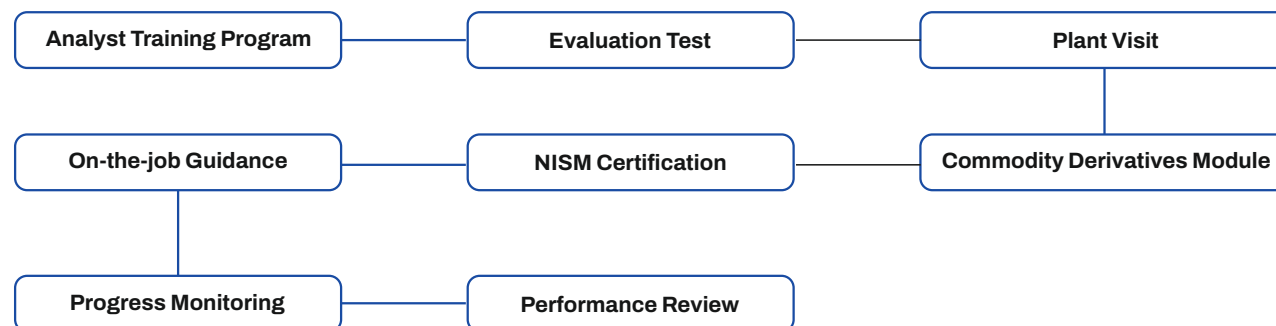 Analyst Training Program
Evaluation Test
Plant Visit
On-the-job Guidance
NISM Certification
Commodity Derivatives Module
Progress Monitoring
Performance Review